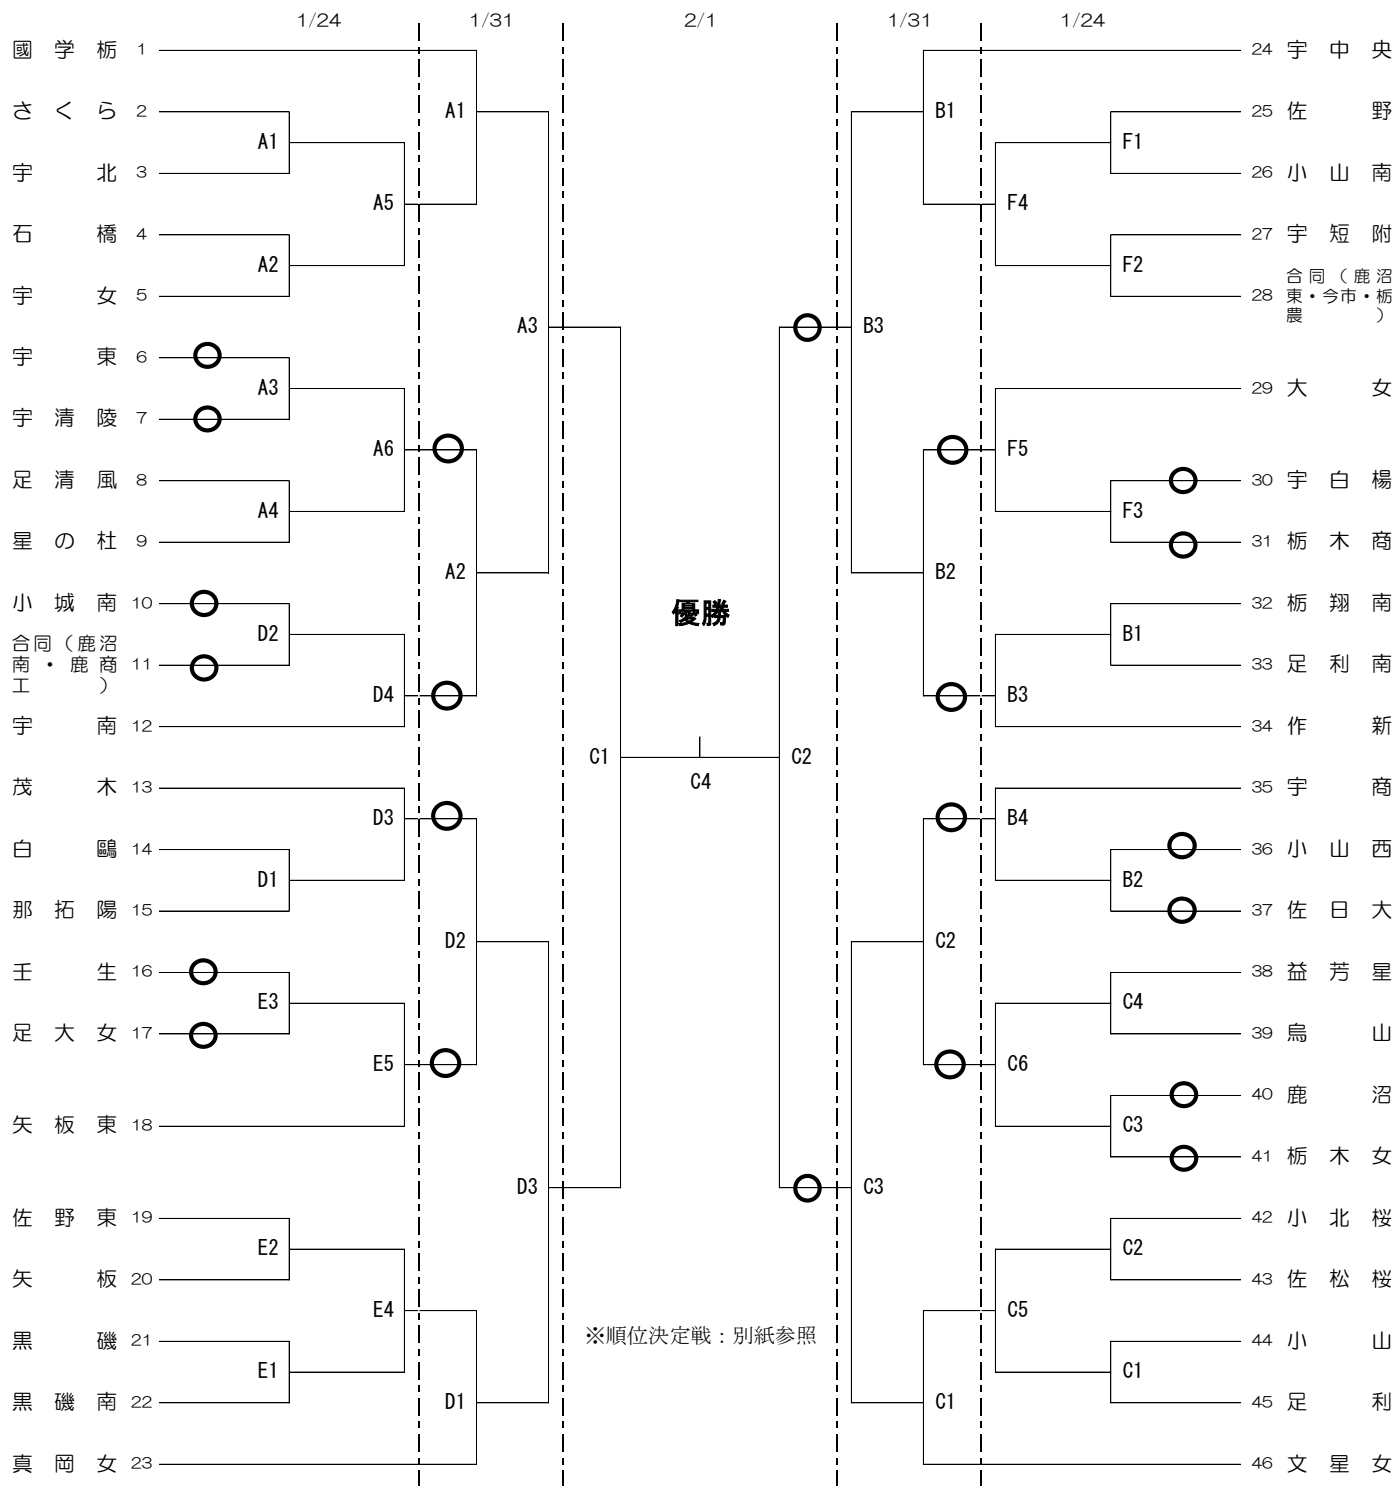 1/24 1/31 2/1 1/31 1/24
國学栃 1
さくら 2
A1
宇北 3
A5
石橋 4
A2
宇女 5
A1
宇東 6
A3
宇清陵 7
A6
足清風 8
A4
星の杜 9
A2
小城南 10
D2
合同（鹿沼
南・鹿商
工）
11
D4
宇南 12
A3
茂木 13
D3
白鷗 14
D1
那拓陽 15
D2
壬生 16
E3
足大女 17
E5
矢板東 18
D3
佐野東 19
E2
矢板 20
E4
黒磯 21
E1
黒磯南 22
D1
真岡女 23
優勝
C1
C4
C2
※順位決定戦：別紙参照
24 宇中央
B1
25 佐野
F1
26 小山南
F4
27 宇短附
F2
28 合同（鹿沼
東・今市・栃
農）
B3
29 大女
F5
30 宇白楊
F3
31 栃木商
B2
32 栃翔南
B1
33 足利南
B3
34 作新
35 宇商
B4
36 小山西
B2
37 佐日大
C2
38 益芳星
C4
39 烏山
C6
40 鹿沼
C3
41 栃木女
C3
42 小北桜
C2
43 佐松桜
C5
44 小山
C1
45 足利
C1
46 文星女